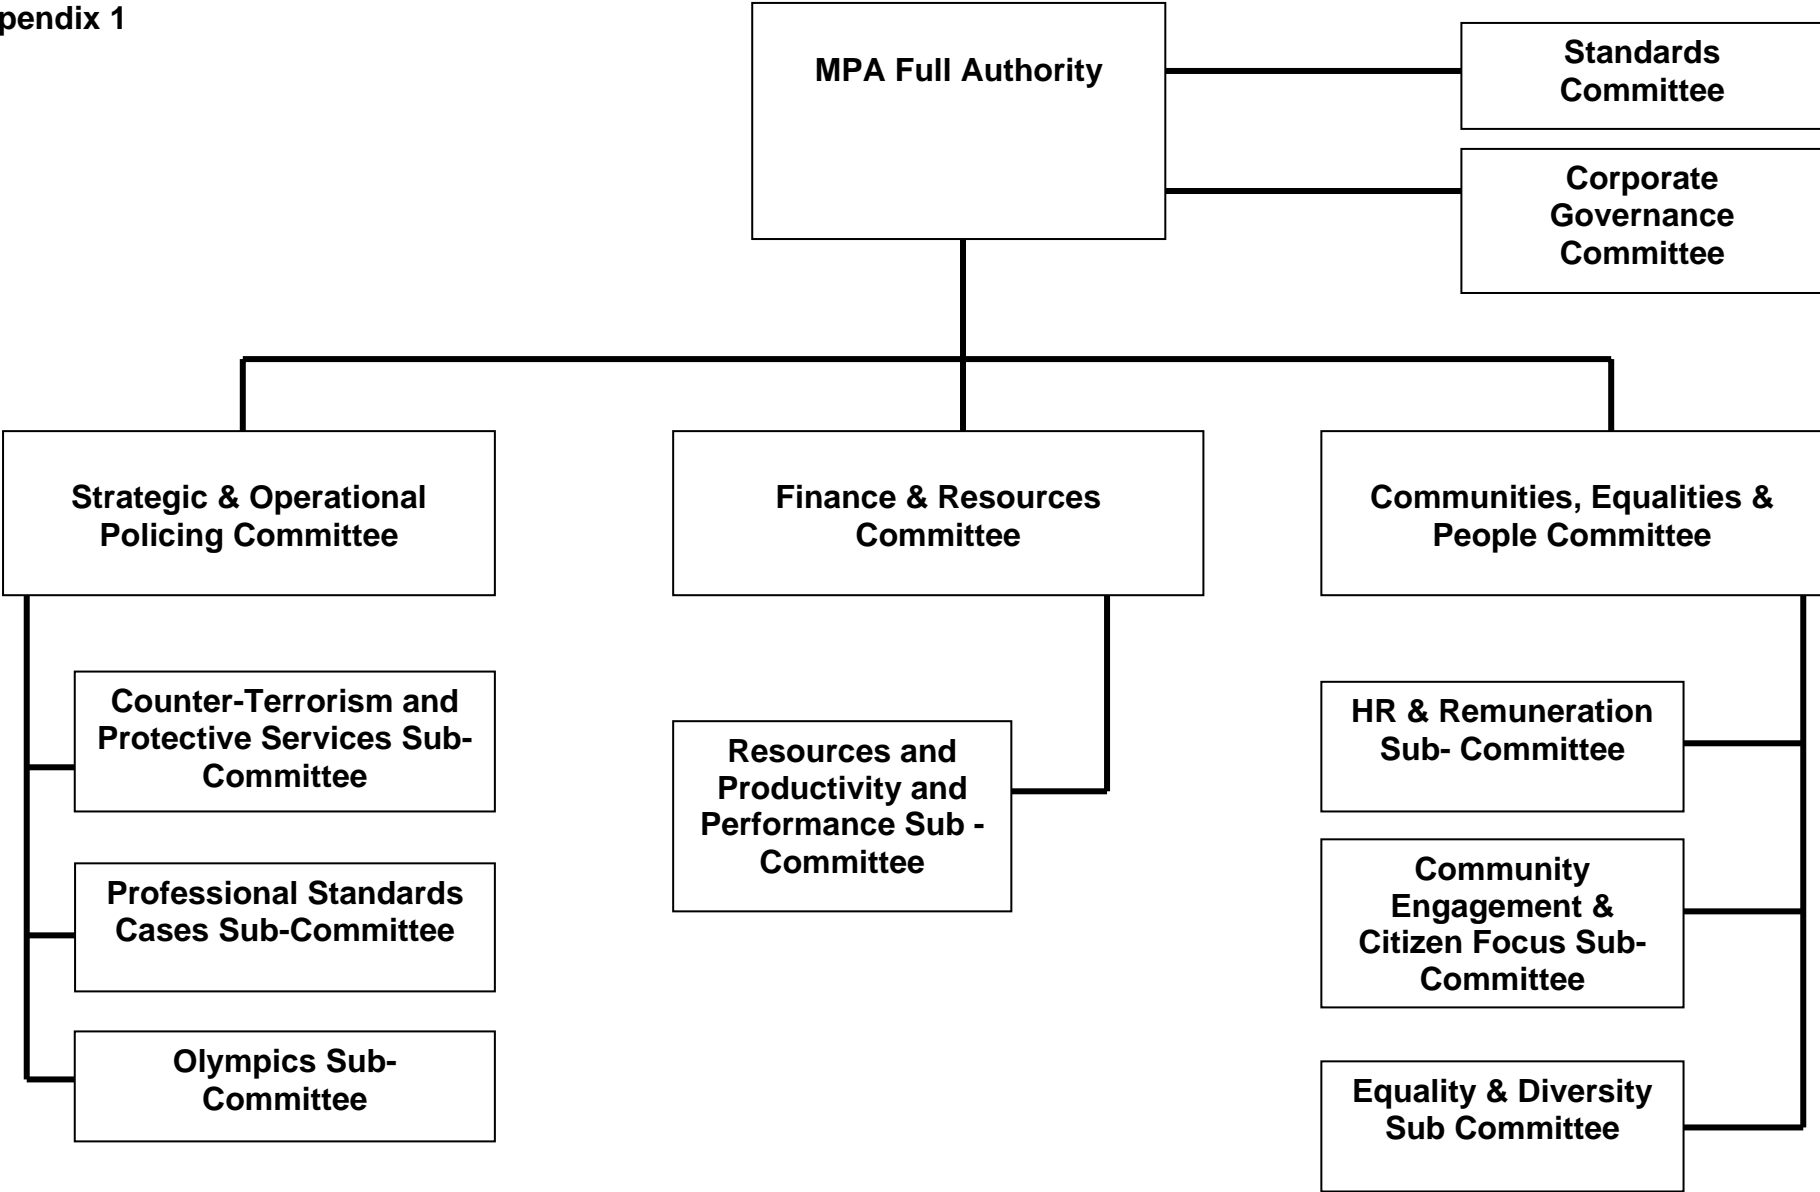 pendix 1
MPA Full Authority
Standards
Committee
Corporate
Governance
Committee
Strategic & Operational
Policing Committee
Finance & Resources
Committee
Communities, Equalities &
People Committee
Counter-Terrorism and
Protective Services Sub-
Committee
Professional Standards
Cases Sub-Committee
Olympics Sub-
Committee
Resources and
Productivity and
Performance Sub -
Committee
HR & Remuneration
Sub- Committee
Community
Engagement &
Citizen Focus Sub-
Committee
Equality & Diversity
Sub Committee